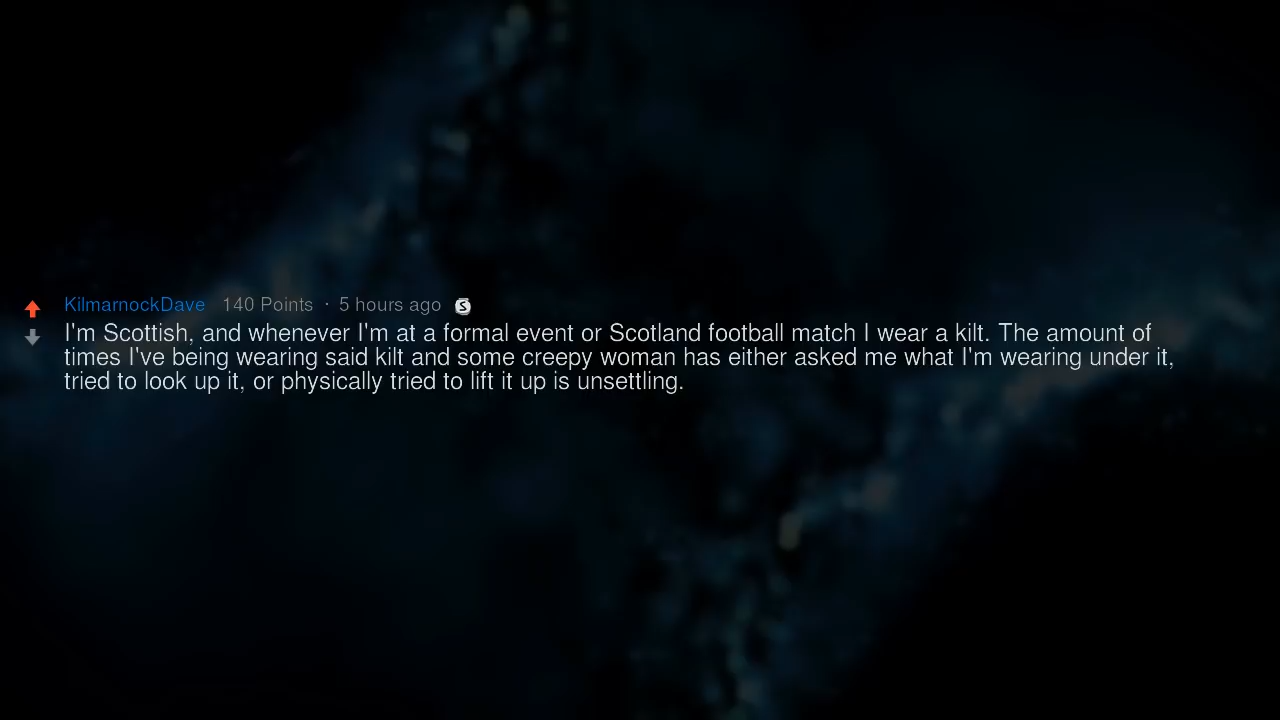 KilmarnockDave 140 Points · 5 hours ago S
I'm Scottish, and whenever I'm at a formal event or Scotland football match I wear a kilt. The amount of
times I've being wearing said kilt and some creepy woman has either asked me what I'm wearing under it,
tried to look up it, or physically tried to lift it up is unsettling.